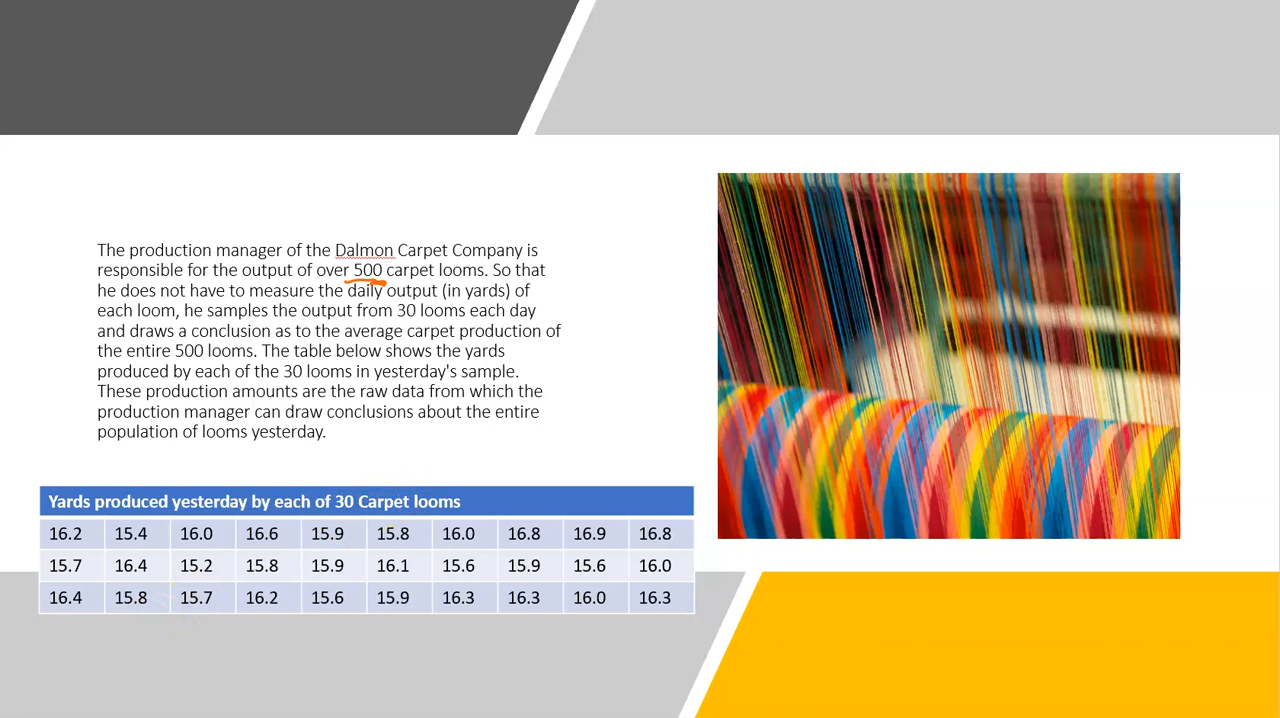 The production manager of the Dalmon Carpet Company is
responsible for the output of over 500 carpet looms. So that
he does not have to measure the daily output (in yards) of
each loom, he samples the output from 30 looms each day
and draws a conclusion as to the average carpet production of
the entire 500 looms. The table below shows the yards
produced by each of the 30 looms in yesterday's sample.
These production amounts are the raw data from which the
production manager can draw conclusions about the entire
population of looms yesterday.
Yards produced yesterday by each of 30 Carpet looms
16.2 15.4 16.0 16.6 15.9 15.8 16.0 16.8 16.9 16.8
15.7 16.4 15.2 15.8 15.9 16.1 15.6 15.9 15.6 16.0
16.4 15.8 15.7 16.2 15.6 15.9 16.3 16.3 16.0 16.3